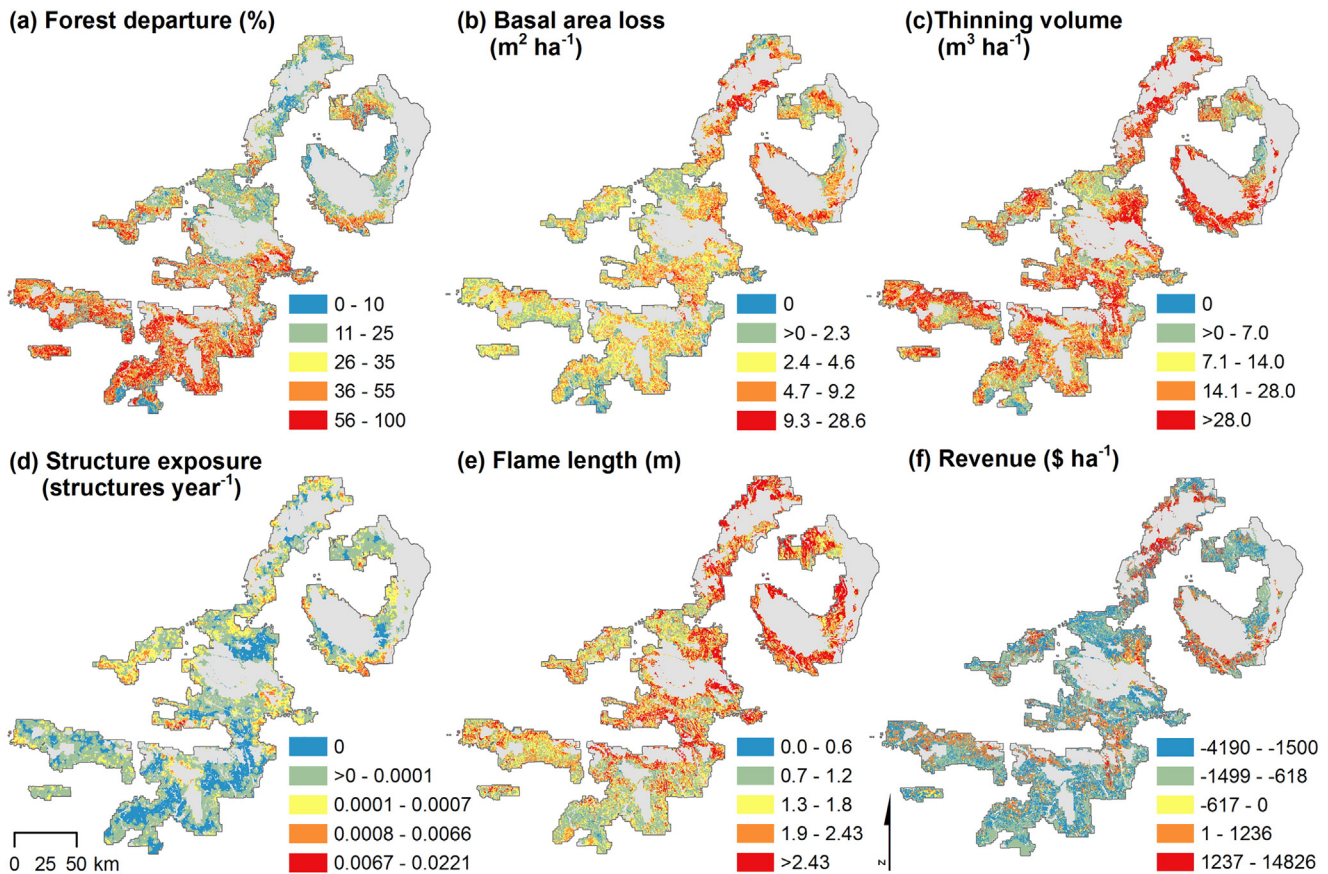 (a) Forest departure (%)
0 - 10
11 - 25
26 - 35
36 - 55
56 - 100
(b) Basal area loss
(m² ha⁻¹)
0
>0 - 2.3
2.4 - 4.6
4.7 - 9.2
9.3 - 28.6
(c)Thinning volume
(m³ ha⁻¹)
0
>0 - 7.0
7.1 - 14.0
14.1 - 28.0
>28.0
(d) Structure exposure
(structures year⁻¹)
0
>0 - 0.0001
0.0001 - 0.0007
0.0008 - 0.0066
0.0067 - 0.0221
0 25 50 km
(e) Flame length (m)
0.0 - 0.6
0.7 - 1.2
1.3 - 1.8
1.9 - 2.43
>2.43
(f) Revenue ($ ha⁻¹)
-4190 - -1500
-1499 - -618
-617 - 0
1 - 1236
1237 - 14826
N